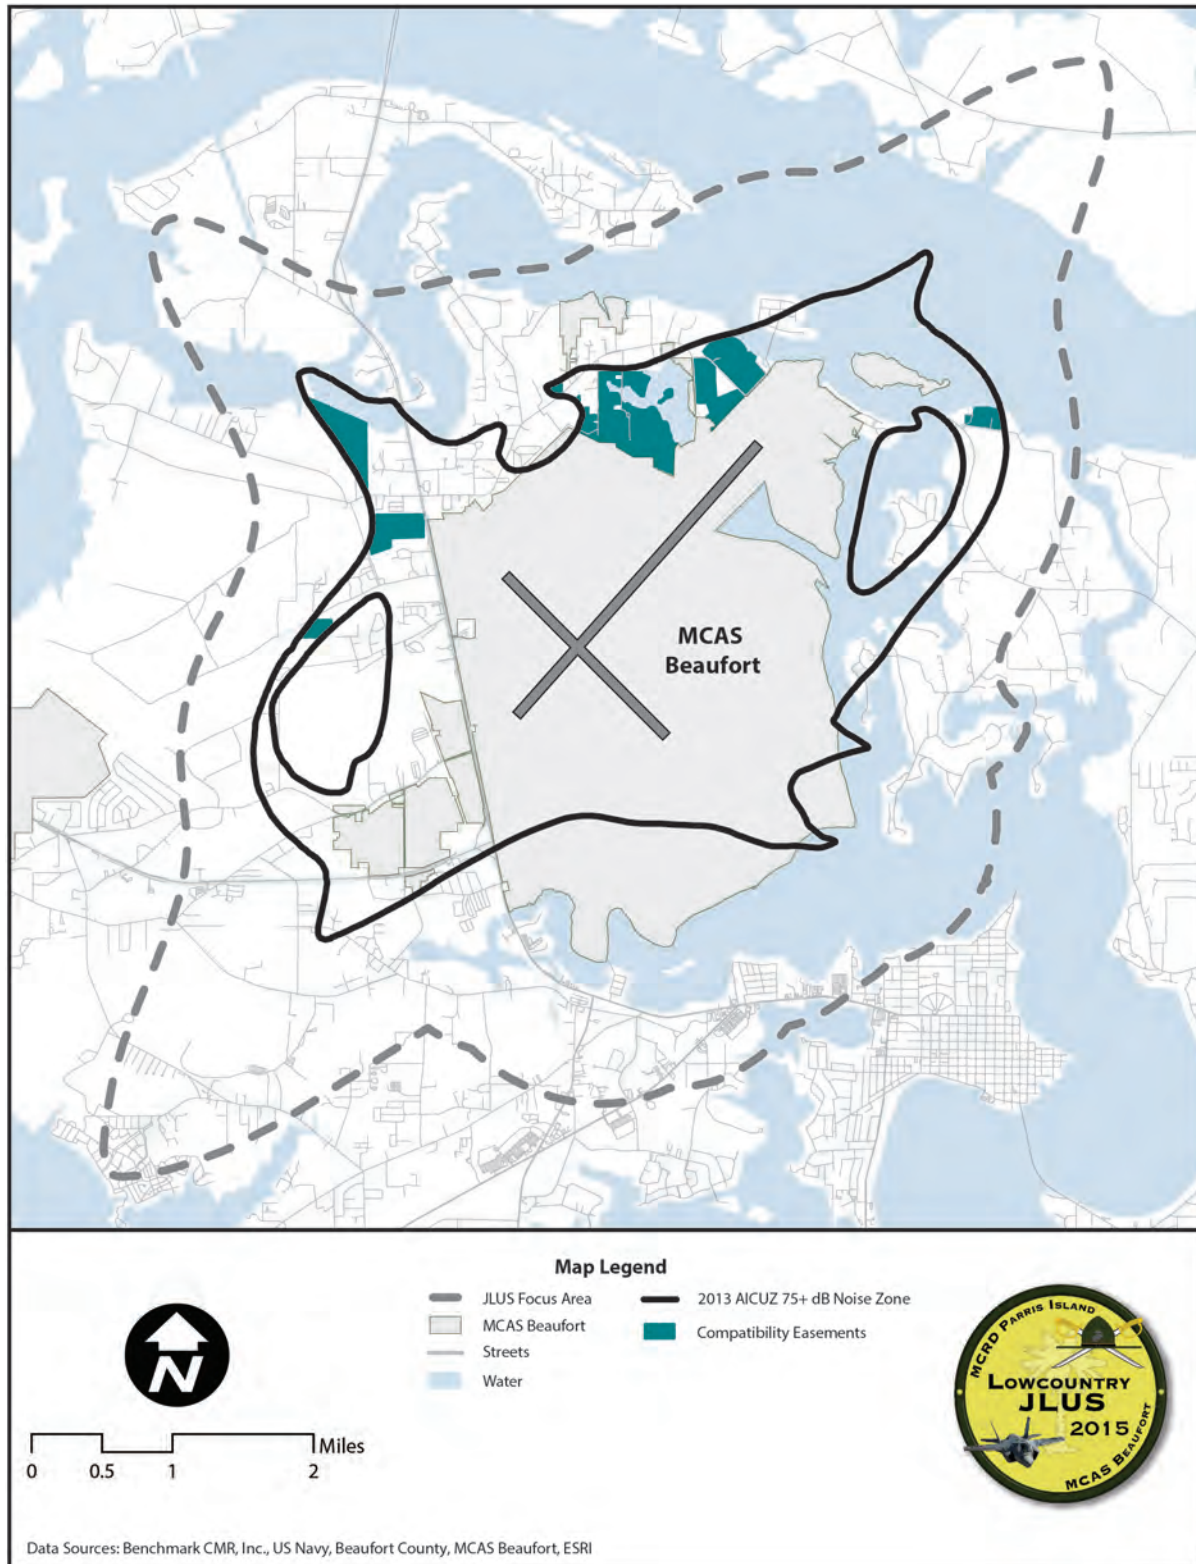 MCAS
Beaufort
Map Legend
JLUS Focus Area
MCAS Beaufort
Streets
Water
2013 AICUZ 75+ dB Noise Zone
Compatibility Easements
N
Miles
0 0.5 1 2
MCRD PARRIS ISLAND
LOWCOUNTRY
JLUS
2015
MCAS BEAUFORT
Data Sources: Benchmark CMR, Inc., US Navy, Beaufort County, MCAS Beaufort, ESRI